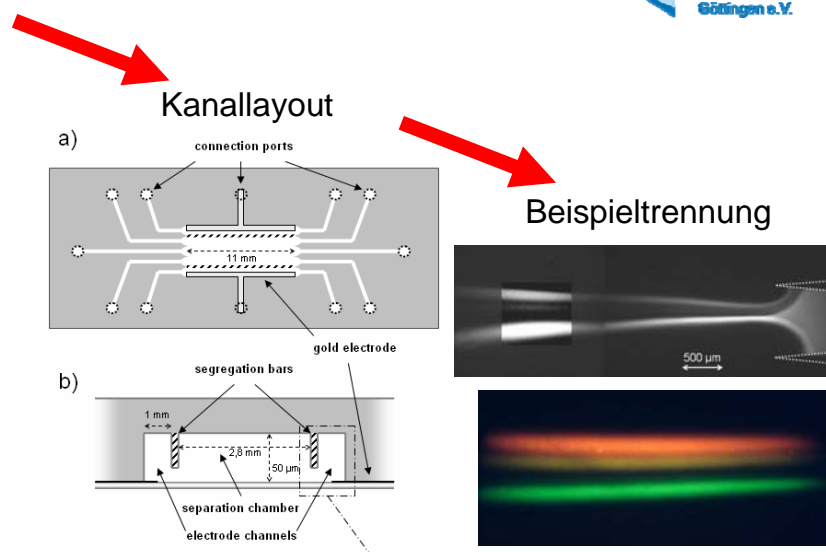 Göttingen e.V.
Kanallayout
a)
connection ports
11 mm
gold electrode
b)
segregation bars
1 mm
2,8 mm
50 µm
separation chamber
electrode channels
Beispieltrennung
500 µm